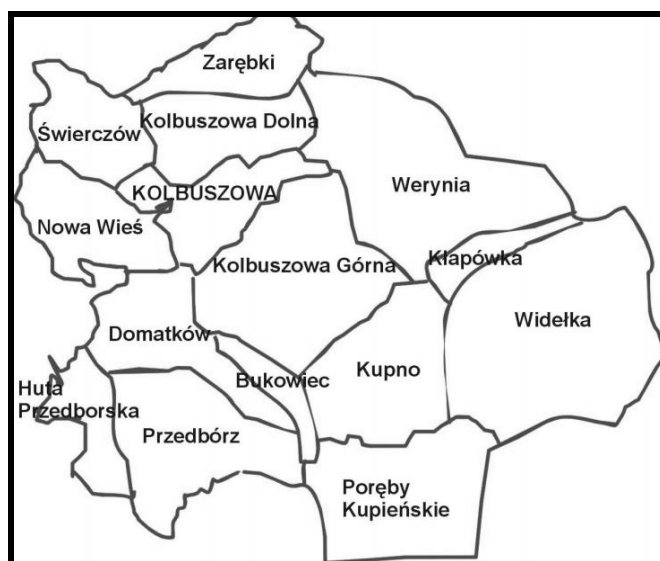 Zarębki
Kolbuszowa Dolna
Świerczów
Werynia
KOLBUSZOWA
Nowa Wieś
Kłapówka
Kolbuszowa Górna
Widełka
Domatków
Kupno
Bukowiec
Huta
Przedborska
Przedbórz
Poręby
Kupieńskie